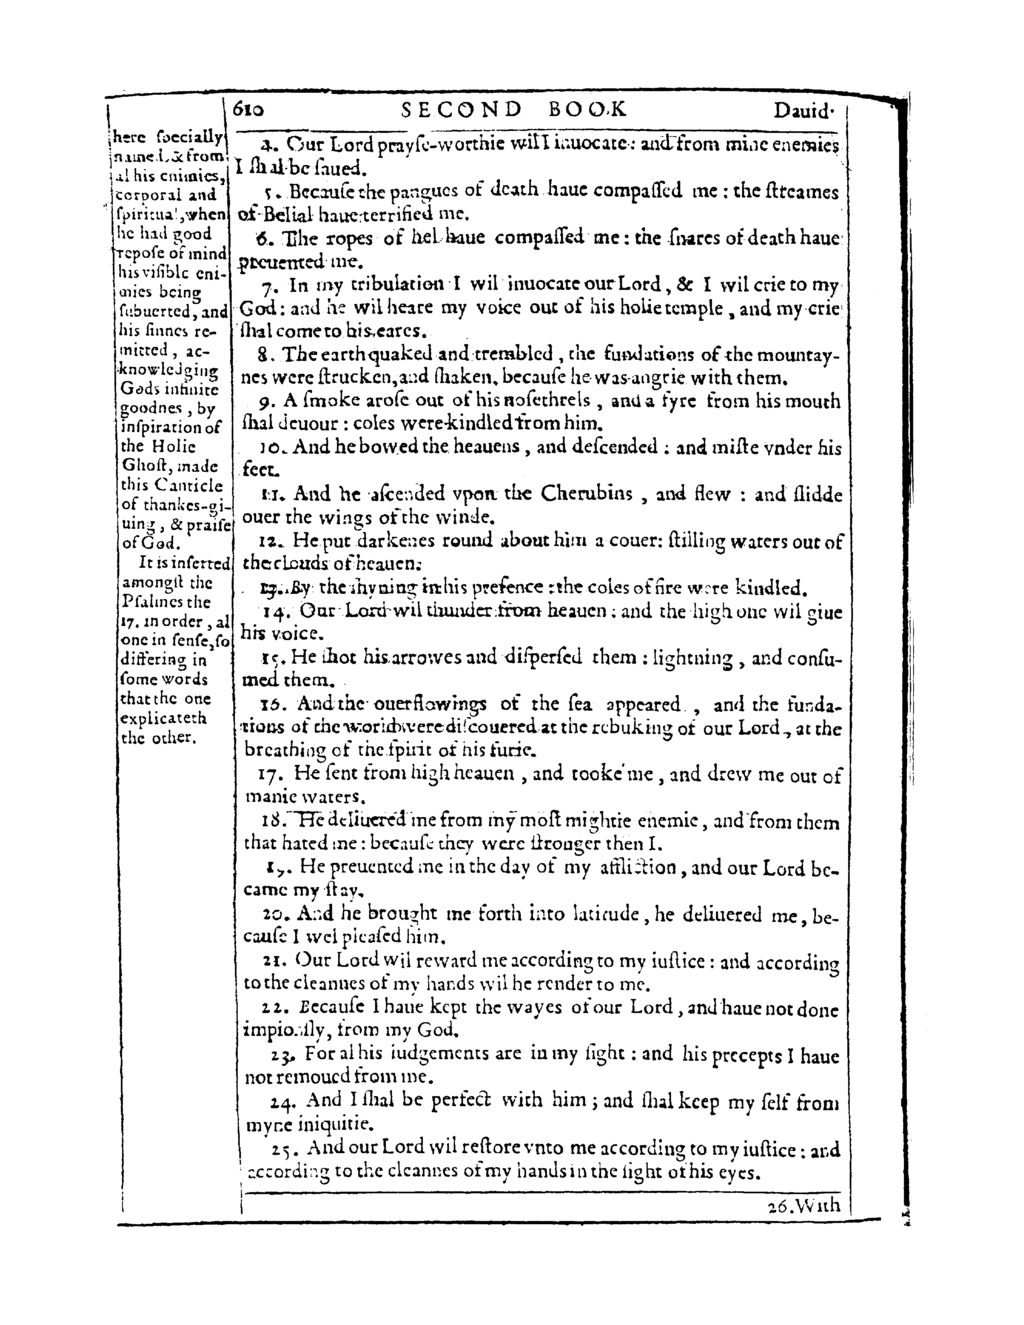 610 SECOND BOOK Dauid·
here ſpecially
named, & from
al his enimies,
corporal and
ſpiritual, when
he had good
repoſe of mind
his viſible eni-
mies being
ſubuerted, and
his ſinnes re-
mitted, ac-
knowledging
Gods infinite
goodnes, by
inſpiration of
the Holie
Ghoſt, made
this Canticle
of thankes-gi-
uing, & praiſe
of God.
It is inſerted
amongſt the
Pſalmes the
17. in order, al
one in ſenſe, ſo
differing in
ſome words
that the one
explicateth
the other.
4. Our Lord prayſe-worthie wil I inuocate: and from mine enemies
I ſhal be ſaued.
5. Becauſe the pangues of death haue compaſſed me: the ſtreames
of Belial haue terrified me.
6. The ropes of hel haue compaſſed me: the ſnares of death haue
preuented me.
7. In my tribulation I wil inuocate our Lord, & I wil crie to my
God: and he wil heare my voice out of his holie temple, and my crie
ſhal come to his eares.
8. The earth quaked and trembled, the fundations of the mountay-
nes were ſtrucken, and ſhaken, becauſe he was angrie with them.
9. A ſmoke aroſe out of his noſethrels, and a fyre from his mouth
ſhal deuour: coles were kindled from him.
10. And he bowed the heauens, and deſcended: and miſte vnder his
feet.
11. And he aſcended vpon the Cherubins, and flew: and ſlidde
ouer the wings of the winde.
12. He put darkenes round about him a couer: ſtilling waters out of
the clouds of heauen:
13. By the ſhyning in his preſence: the coles of fire were kindled.
14. Our Lord wil thunder from heauen: and the high one wil giue
his voice.
15. He ſhot his arrowes and diſperſed them: lightning, and conſu-
med them.
16. And the ouerflowings of the ſea appeared, and the funda-
tions of the world were diſcouered at the rebuking of our Lord, at the
breathing of the ſpirit of his furie.
17. He ſent from high heauen, and tooke me, and drew me out of
manie waters.
18. He deliuered me from my moſt mightie enemie, and from them
that hated me: becauſe they were ſtronger then I.
19. He preuented me in the day of my affliction, and our Lord be-
came my ſtay.
20. And he brought me forth into latitude, he deliuered me, be-
cauſe I wel pleaſed him.
21. Our Lord wil reward me according to my iuſtice: and according
to the cleannes of my hands wil he render to me.
22. Becauſe I haue kept the wayes of our Lord, and haue not done
impiouſly, from my God.
23. For al his iudgements are in my ſight: and his precepts I haue
not remoued from me.
24. And I ſhal be perfect with him; and ſhal keep my ſelf from
myne iniquitie.
25. And our Lord wil reſtore vnto me according to my iuſtice: and
according to the cleannes of my hands in the ſight of his eyes.
26. With